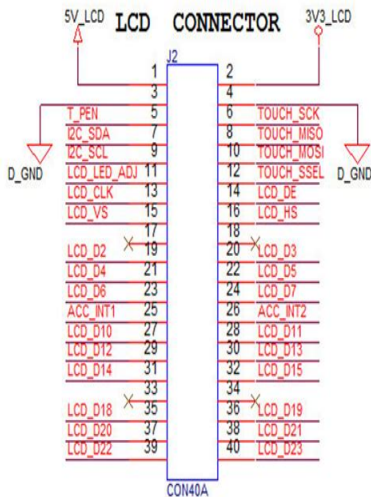 LCD CONNECTOR
5V_LCD 3V3_LCD
J2
1 2
3 4
T_PEN 5 6 TOUCH_SCK
I2C_SDA 7 8 TOUCH_MISO
I2C_SCL 9 10 TOUCH_MOSI
D_GND LCD_LED_ADJ 11 12 TOUCH_SSEL D_GND
LCD_CLK 13 14 LCD_DE
LCD_VS 15 16 LCD_HS
17 18
LCD_D2 19 20 LCD_D3
LCD_D4 21 22 LCD_D5
LCD_D6 23 24 LCD_D7
ACC_INT1 25 26 ACC_INT2
LCD_D10 27 28 LCD_D11
LCD_D12 29 30 LCD_D13
LCD_D14 31 32 LCD_D15
33 34
LCD_D18 35 36 LCD_D19
LCD_D20 37 38 LCD_D21
LCD_D22 39 40 LCD_D23
CON40A